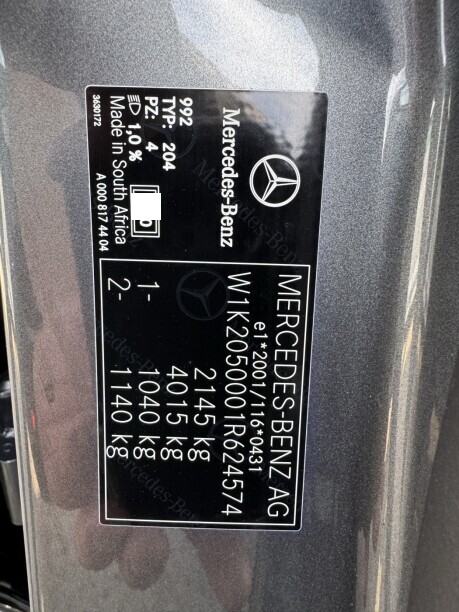 Mercedes-Benz
992
TYP: 204
PZ: 4
1,0 %
Made in South Africa
3630172
A 000 817 44 04
MERCEDES-BENZ AG
e1*2001/116*0431
W1K2050001R624574
2145 kg
4015 kg
1- 1040 kg
2- 1140 kg